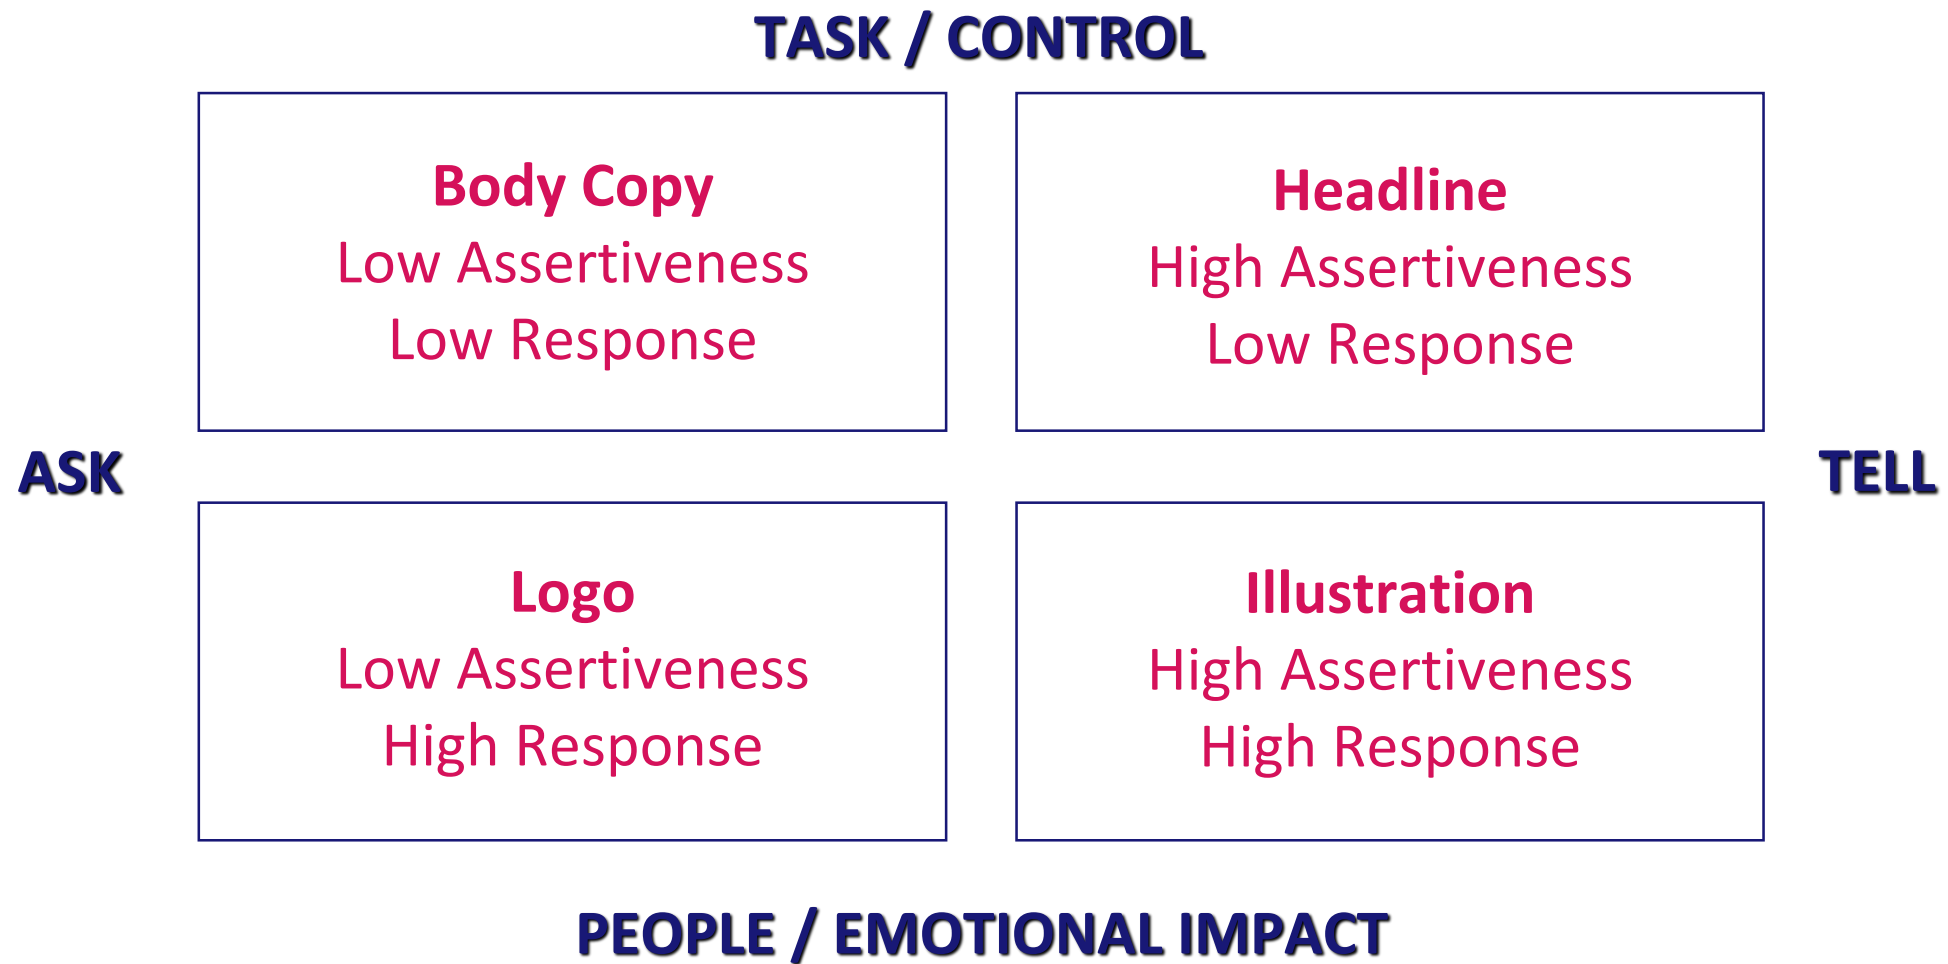 TASK / CONTROL
Body Copy
Low Assertiveness
Low Response
Headline
High Assertiveness
Low Response
ASK
TELL
Logo
Low Assertiveness
High Response
Illustration
High Assertiveness
High Response
PEOPLE / EMOTIONAL IMPACT